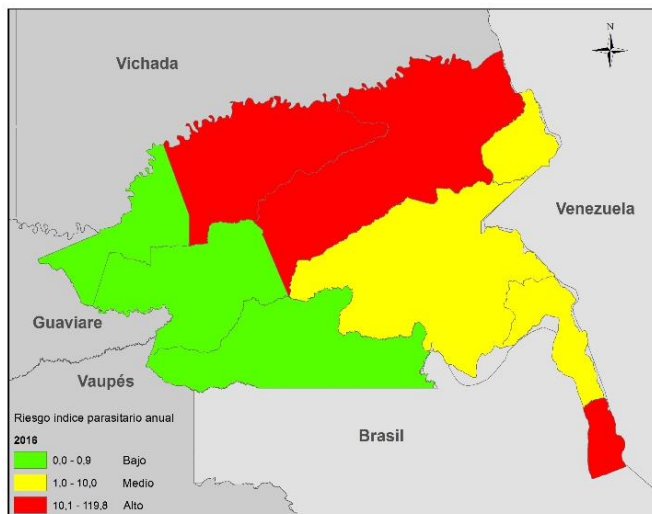 N
Vichada
Venezuela
Guaviare
Vaupés
Brasil
Riesgo indice parasitario anual
2016
0,0 - 0,9 Bajo
1,0 - 10,0 Medio
10,1 - 119,8 Alto